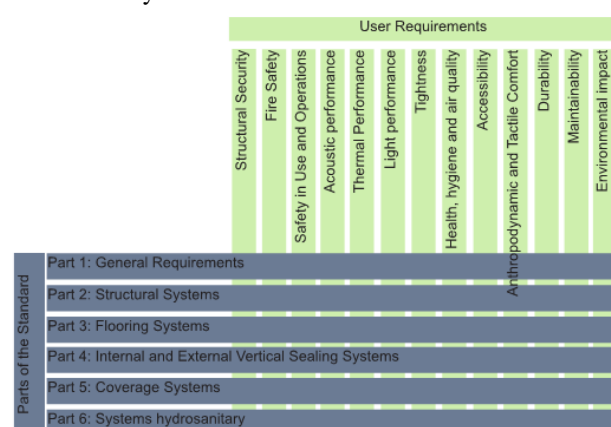 User Requirements
Structural Security
Fire Safety
Safety in Use and Operations
Acoustic performance
Thermal Performance
Light performance
Tightness
Health, hygiene and air quality
Accessibility
Anthropodynamic and Tactile Comfort
Durability
Maintainability
Environmental impact
Parts of the Standard
Part 1: General Requirements
Part 2: Structural Systems
Part 3: Flooring Systems
Part 4: Internal and External Vertical Sealing Systems
Part 5: Coverage Systems
Part 6: Systems hydrosanitary